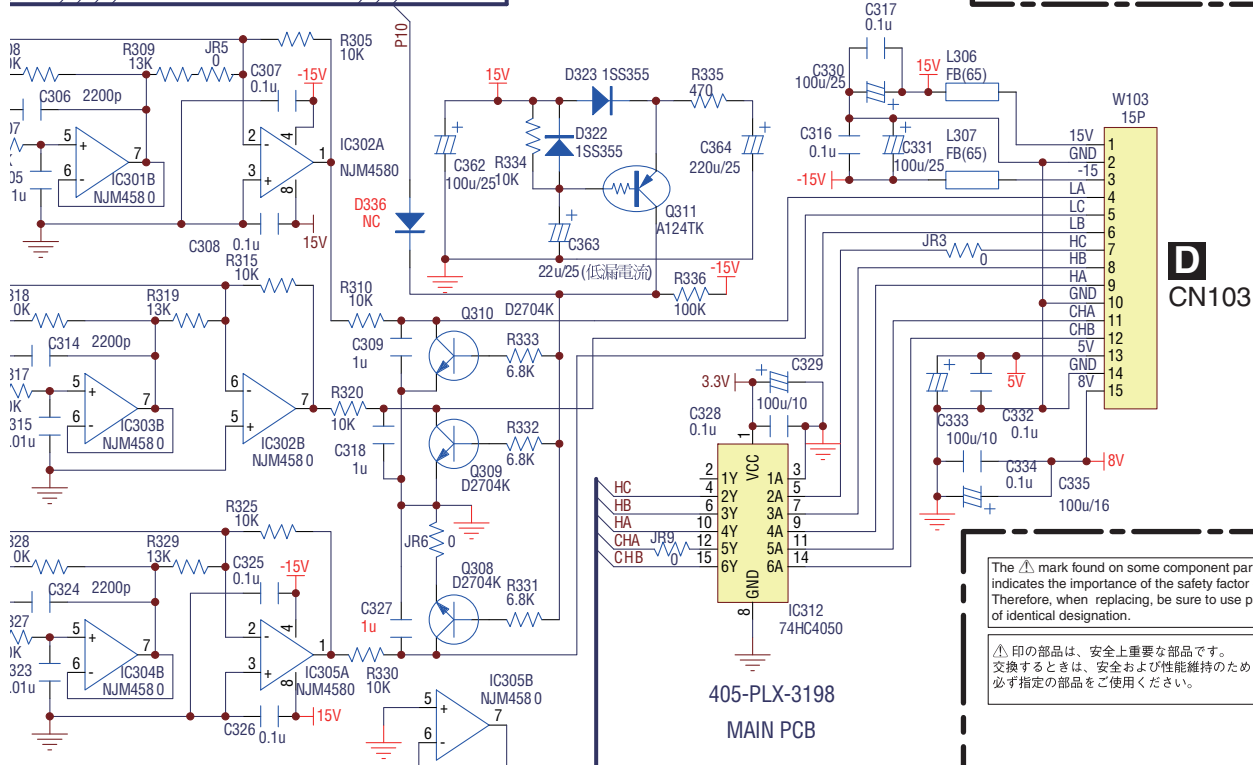 P10
R309
13K
JR5
0
R305
10K
C307
0.1u
-15V
C306
2200p
5
+
6
-
7
IC301B
NJM4580
2
-
3
+
4
8
1
IC302A
NJM4580
C308
0.1u
15V
R315
10K
R319
13K
C314
2200p
5
+
6
-
7
IC303B
NJM4580
6
-
5
+
7
IC302B
NJM4580
R310
10K
C309
1u
R320
10K
C318
1u
R325
10K
R329
13K
C325
0.1u
-15V
C324
2200p
5
+
6
-
7
IC304B
NJM4580
2
-
3
+
4
8
1
IC305A
NJM4580
C326
0.1u
15V
R330
10K
C327
1u
IC305B
NJM4580
5
+
6
-
7
15V
D323 1SS355
R335
470
+
C362
100u/25
R334
10K
D322
1SS355
+
C364
220u/25
D336
NC
Q311
A124TK
+
C363
22u/25(低漏電流)
R336
100K
-15V
Q310
D2704K
R333
6.8K
Q309
D2704K
R332
6.8K
JR6
0
Q308
D2704K
R331
6.8K
C317
0.1u
C330
100u/25
+
15V
L306
FB(65)
C316
0.1u
+
C331
100u/25
L307
FB(65)
-15V
W103
15P
15V
1
GND
2
-15
3
LA
4
LC
5
LB
6
HC
7
HB
8
HA
9
GND
10
CHA
11
CHB
12
5V
13
GND
14
8V
15
JR3
0
D
CN103
3.3V
+
C329
100u/10
C328
0.1u
1
VCC
2
1Y
1A
3
4
2Y
2A
5
6
3Y
3A
7
10
4Y
4A
9
12
5Y
5A
11
15
6Y
6A
14
GND
8
IC312
74HC4050
HC
HB
HA
CHA
JR9
0
CHB
+
C333
100u/10
5V
C332
0.1u
C334
0.1u
8V
C335
100u/16
+
405-PLX-3198
MAIN PCB
The ⚠ mark found on some component par
indicates the importance of the safety factor
Therefore, when replacing, be sure to use p
of identical designation.
⚠ 印の部品は、安全上重要な部品です。
交換するときは、安全および性能維持のため
必ず指定の部品をご使用ください。